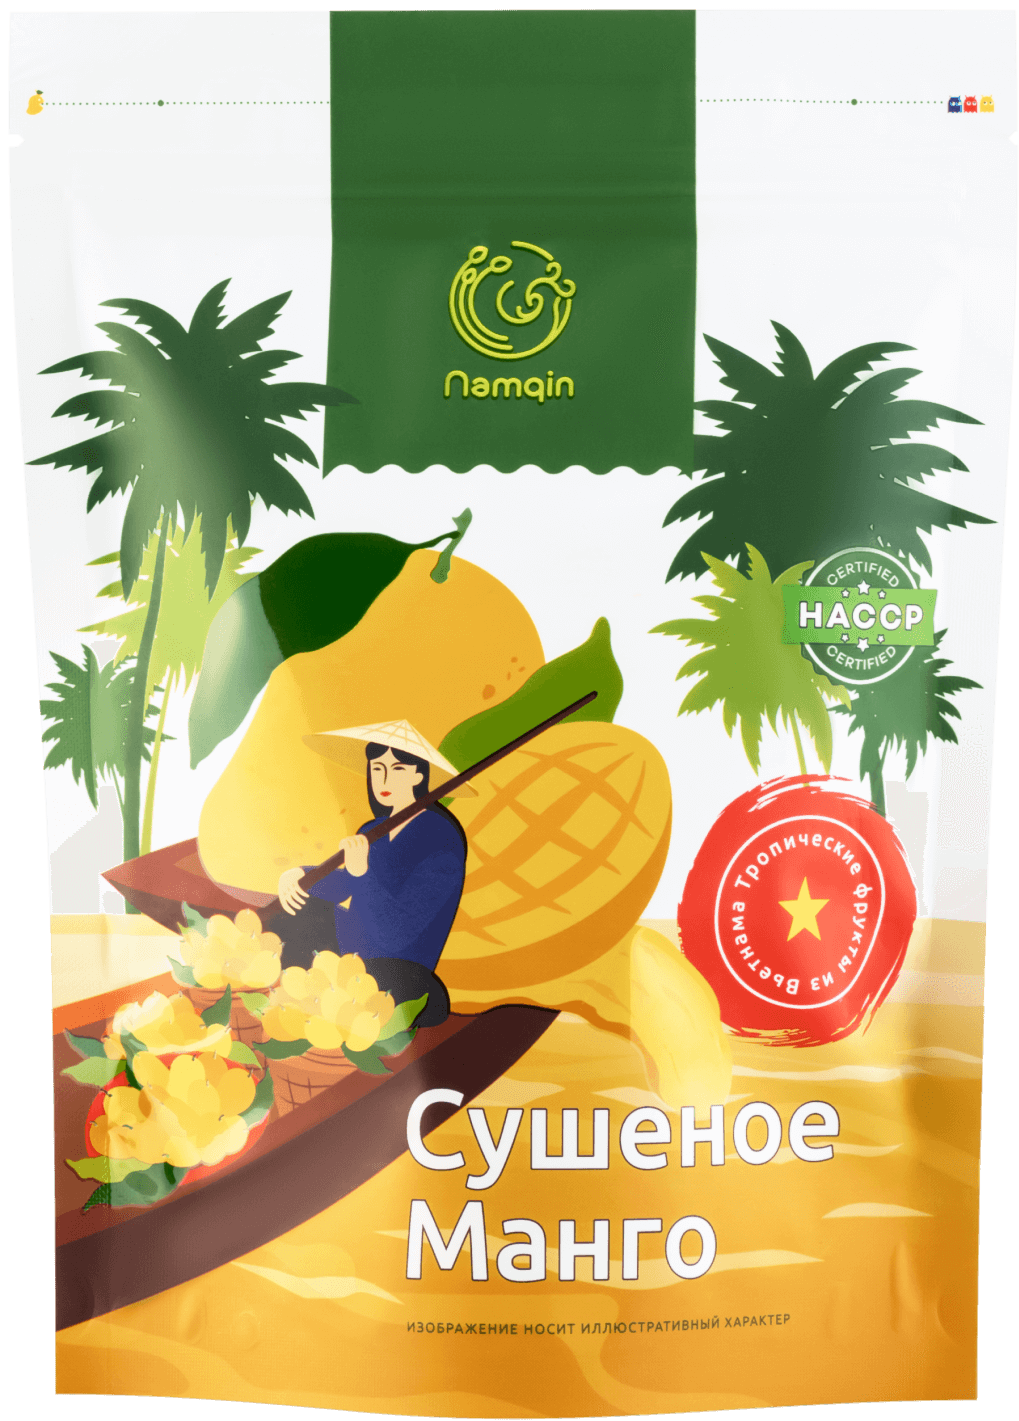 Namqin
CERTIFIED
HACCP
CERTIFIED
Тропические фрукты из Вьетнама
Сушеное
Манго
ИЗОБРАЖЕНИЕ НОСИТ ИЛЛЮСТРАТИВНЫЙ ХАРАКТЕР